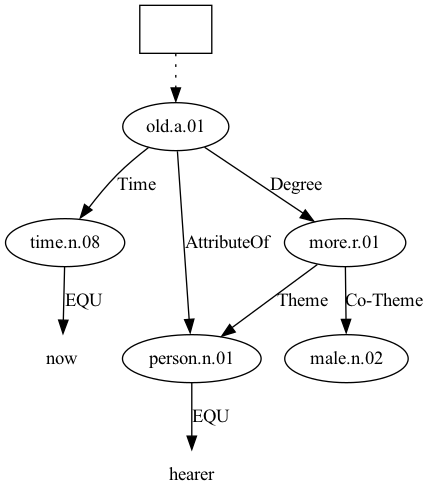 old.a.01
Time
Degree
time.n.08
AttributeOf
more.r.01
EQU
Theme
Co-Theme
now
person.n.01
male.n.02
EQU
hearer